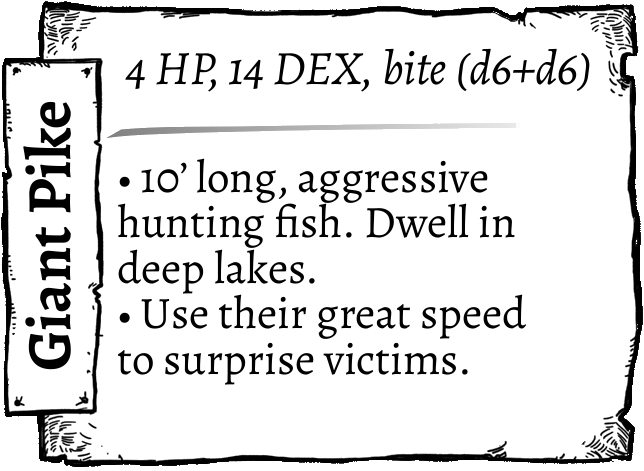 Giant Pike
4 HP, 14 DEX, bite (d6+d6)
• 10’ long, aggressive
hunting fish. Dwell in
deep lakes.
• Use their great speed
to surprise victims.